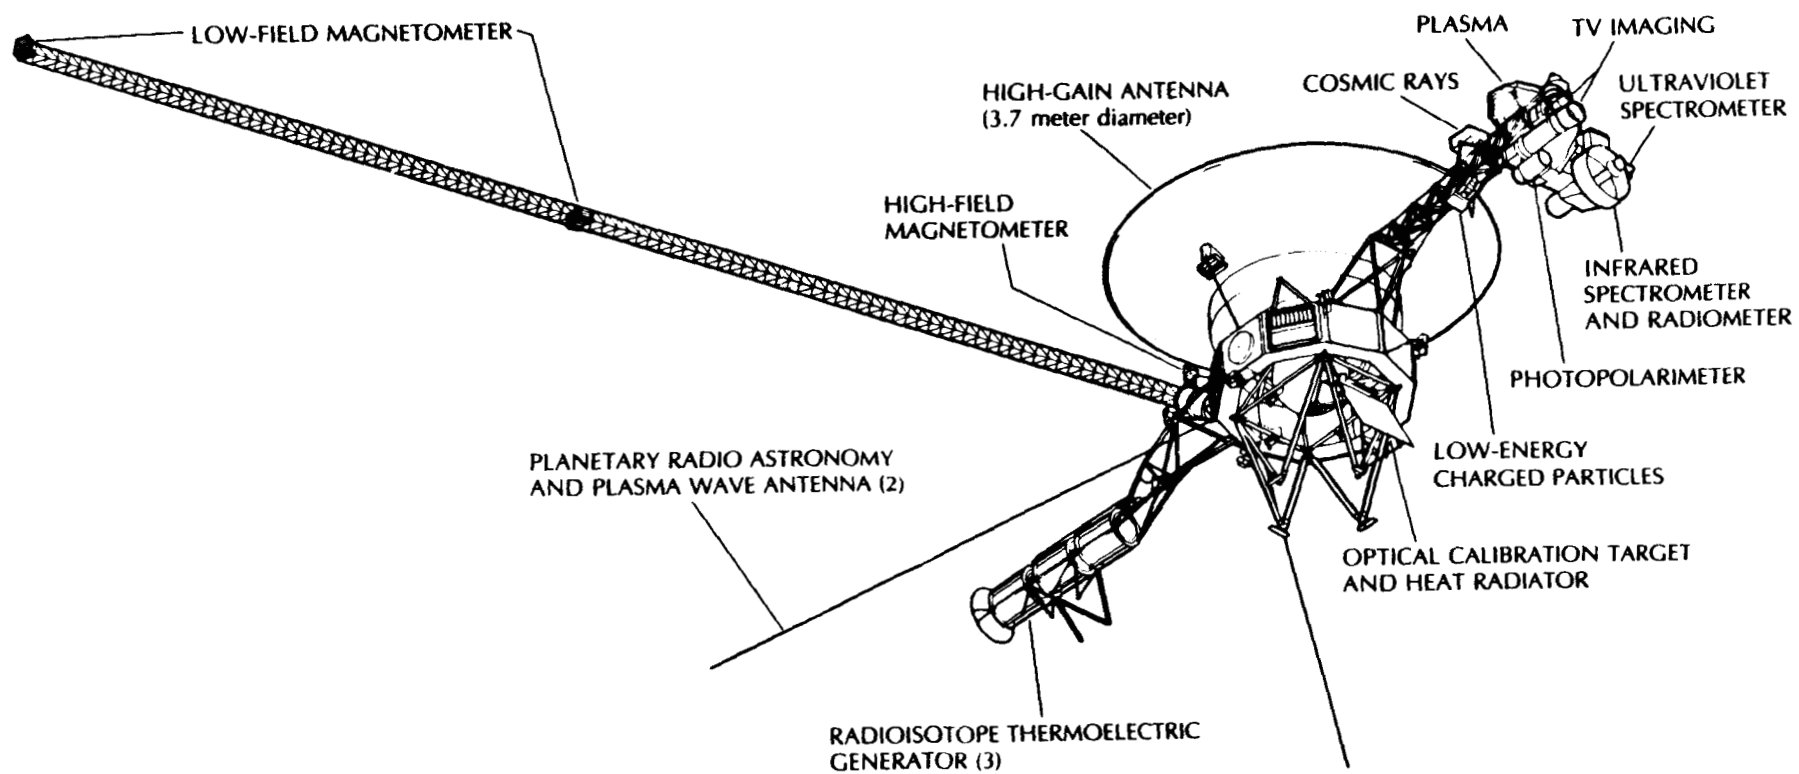 LOW-FIELD MAGNETOMETER
PLASMA
TV IMAGING
COSMIC RAYS
ULTRAVIOLET
SPECTROMETER
HIGH-GAIN ANTENNA
(3.7 meter diameter)
HIGH-FIELD
MAGNETOMETER
INFRARED
SPECTROMETER
AND RADIOMETER
PHOTOPOLARIMETER
LOW-ENERGY
CHARGED PARTICLES
PLANETARY RADIO ASTRONOMY
AND PLASMA WAVE ANTENNA (2)
OPTICAL CALIBRATION TARGET
AND HEAT RADIATOR
RADIOISOTOPE THERMOELECTRIC
GENERATOR (3)